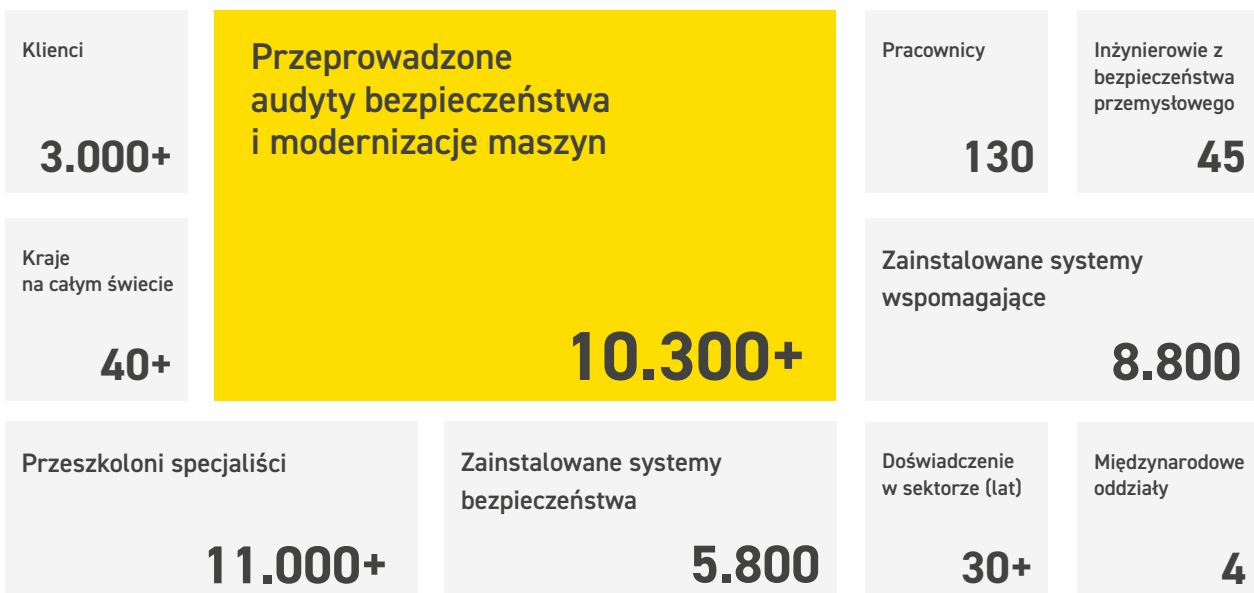 Klienci
3.000+
Przeprowadzone
audyty bezpieczeństwa
i modernizacje maszyn
10.300+
Pracownicy
130
Inżynierowie z
bezpieczeństwa
przemysłowego
45
Kraje
na całym świecie
40+
Zainstalowane systemy
wspomagające
8.800
Przeszkoloni specjaliści
11.000+
Zainstalowane systemy
bezpieczeństwa
5.800
Doświadczenie
w sektorze (lat)
30+
Międzynarodowe
oddziały
4